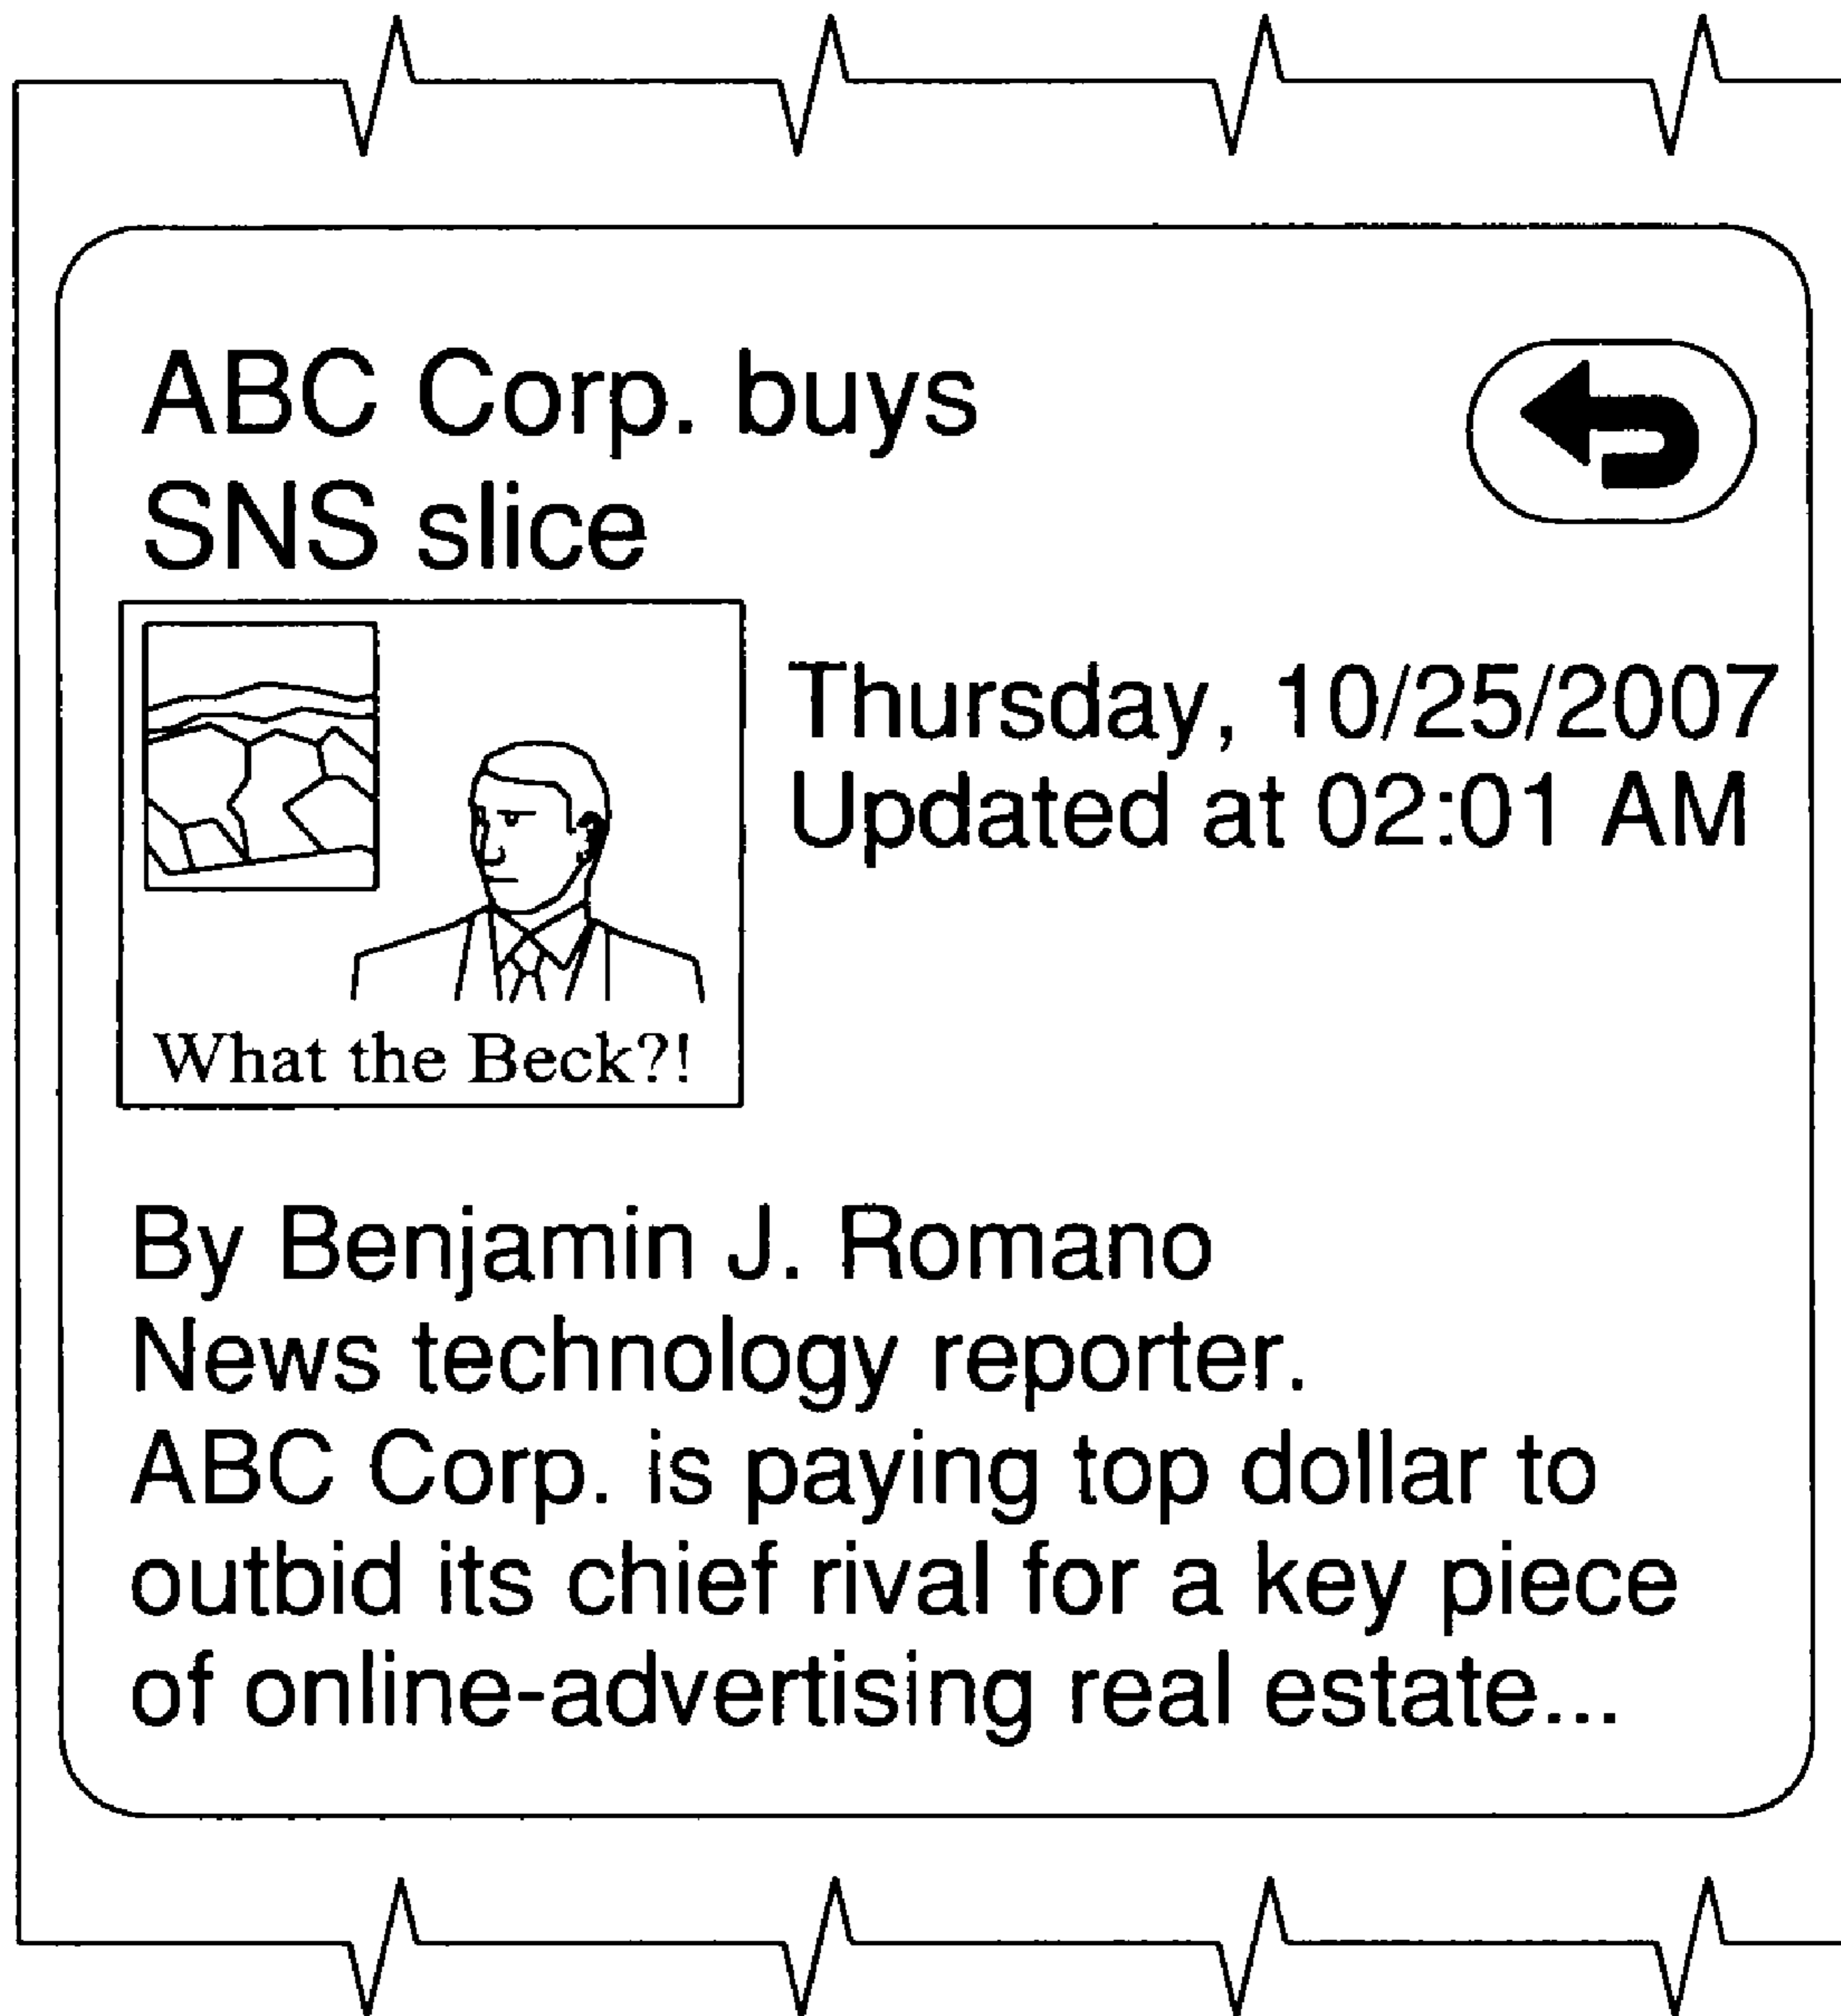 ABC Corp. buys
SNS slice
Thursday, 10/25/2007
Updated at 02:01 AM
What the Beck?!
By Benjamin J. Romano
News technology reporter.
ABC Corp. is paying top dollar to
outbid its chief rival for a key piece
of online-advertising real estate...